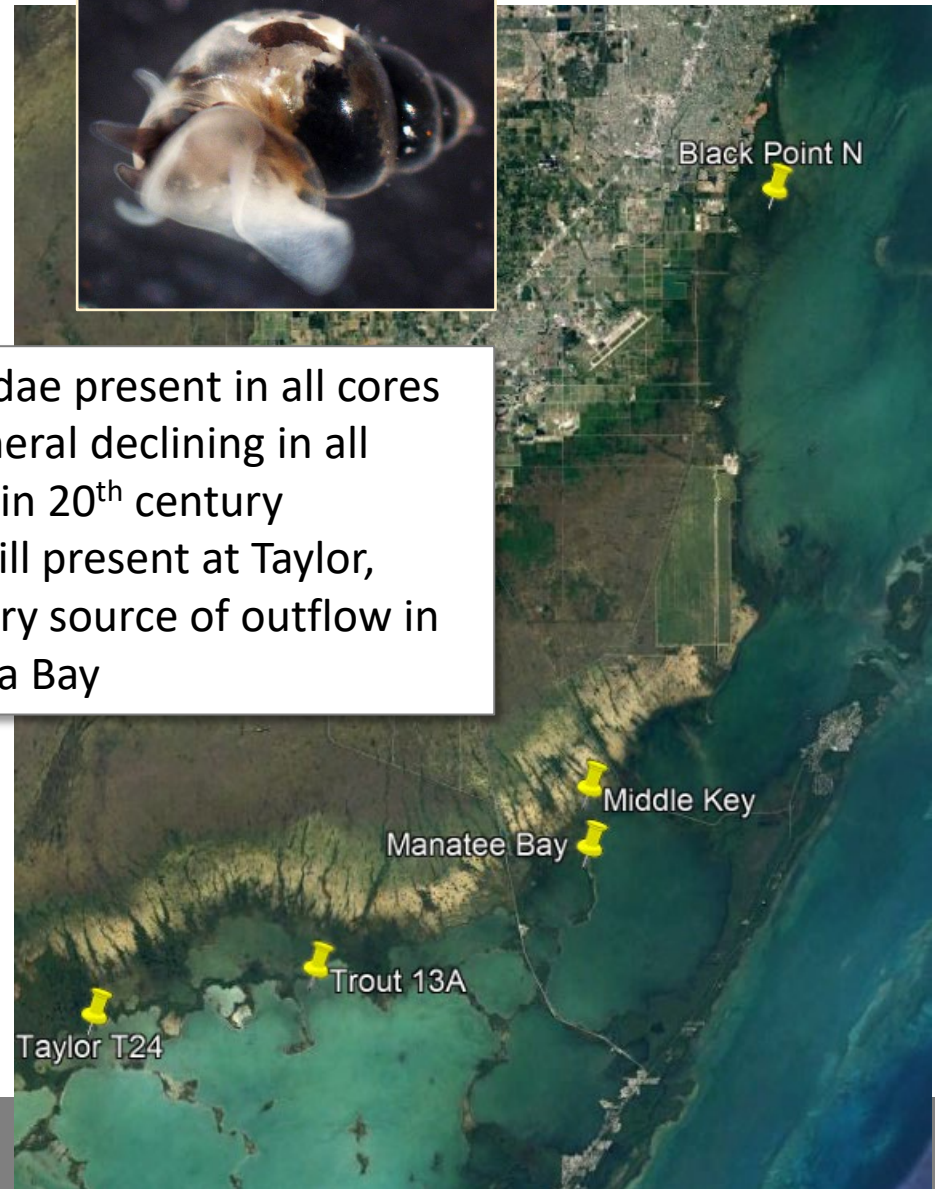 Black Point N
dae present in all cores
neral declining in all
in 20th century
ill present at Taylor,
ry source of outflow in
a Bay
Middle Key
Manatee Bay
Trout 13A
Taylor T24